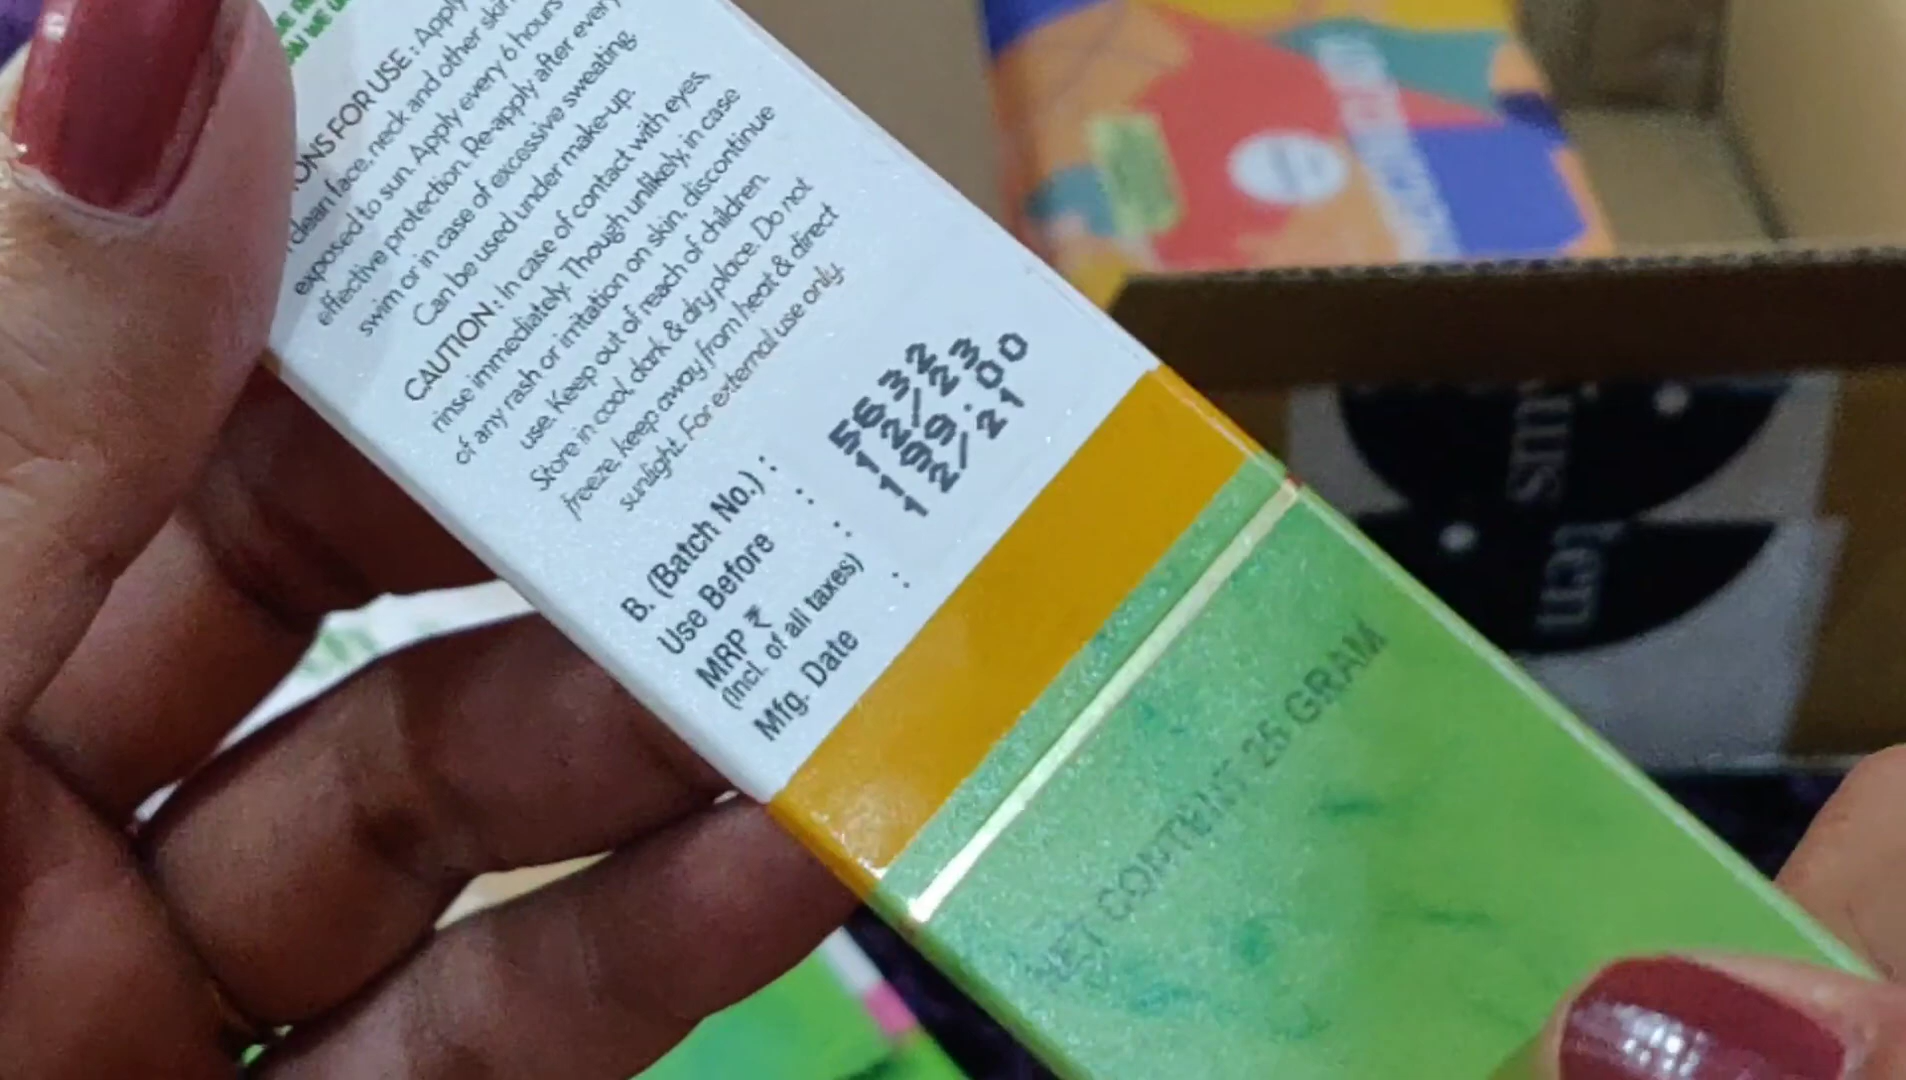 ONS FOR USE : Apply
clean face, neck and other skin
exposed to sun. Apply every 6 hours
effective protection. Re-apply after every
swim or in case of excessive sweating.
Can be used under make-up.
CAUTION : In case of contact with eyes,
rinse immediately. Though unlikely, in case
of any rash or irritation on skin, discontinue
use. Keep out of reach of children.
Store in cool, dark & dry place. Do not
freeze, keep away from heat & direct
sunlight. For external use only.
B. (Batch No.) : 5632
Use Before : 12/23
MRP ₹ : 199.00
(Incl. of all taxes)
Mfg. Date : 12/21
NET CONTENT: 25 GRAM
ten